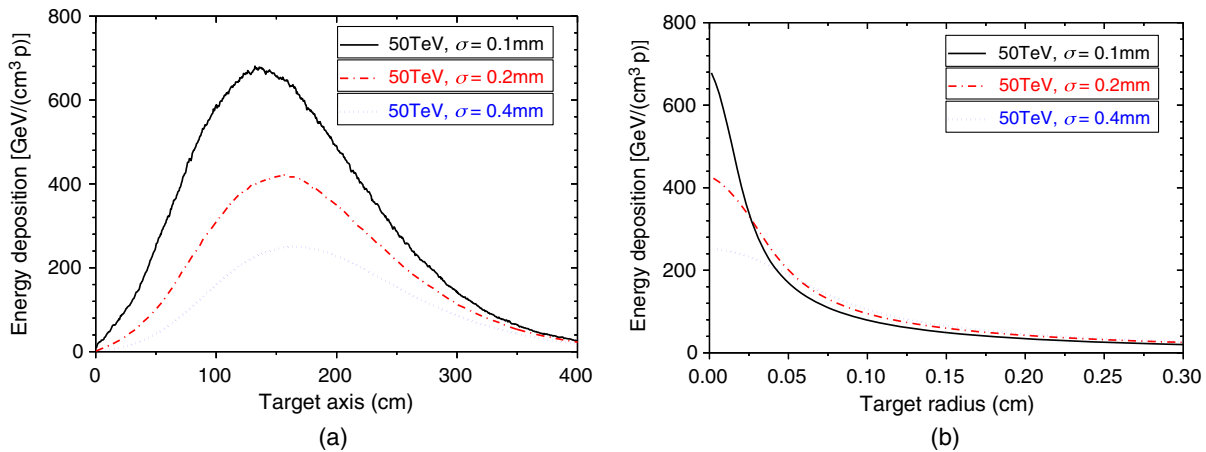 800
600
400
200
0
Energy deposition [GeV/(cm³ p)]
50TeV, σ = 0.1mm
50TeV, σ = 0.2mm
50TeV, σ = 0.4mm
0 100 200 300 400
Target axis (cm)
(a)
800
600
400
200
0
Energy deposition [GeV/(cm³ p)]
50TeV, σ = 0.1mm
50TeV, σ = 0.2mm
50TeV, σ = 0.4mm
0.00 0.05 0.10 0.15 0.20 0.25 0.30
Target radius (cm)
(b)